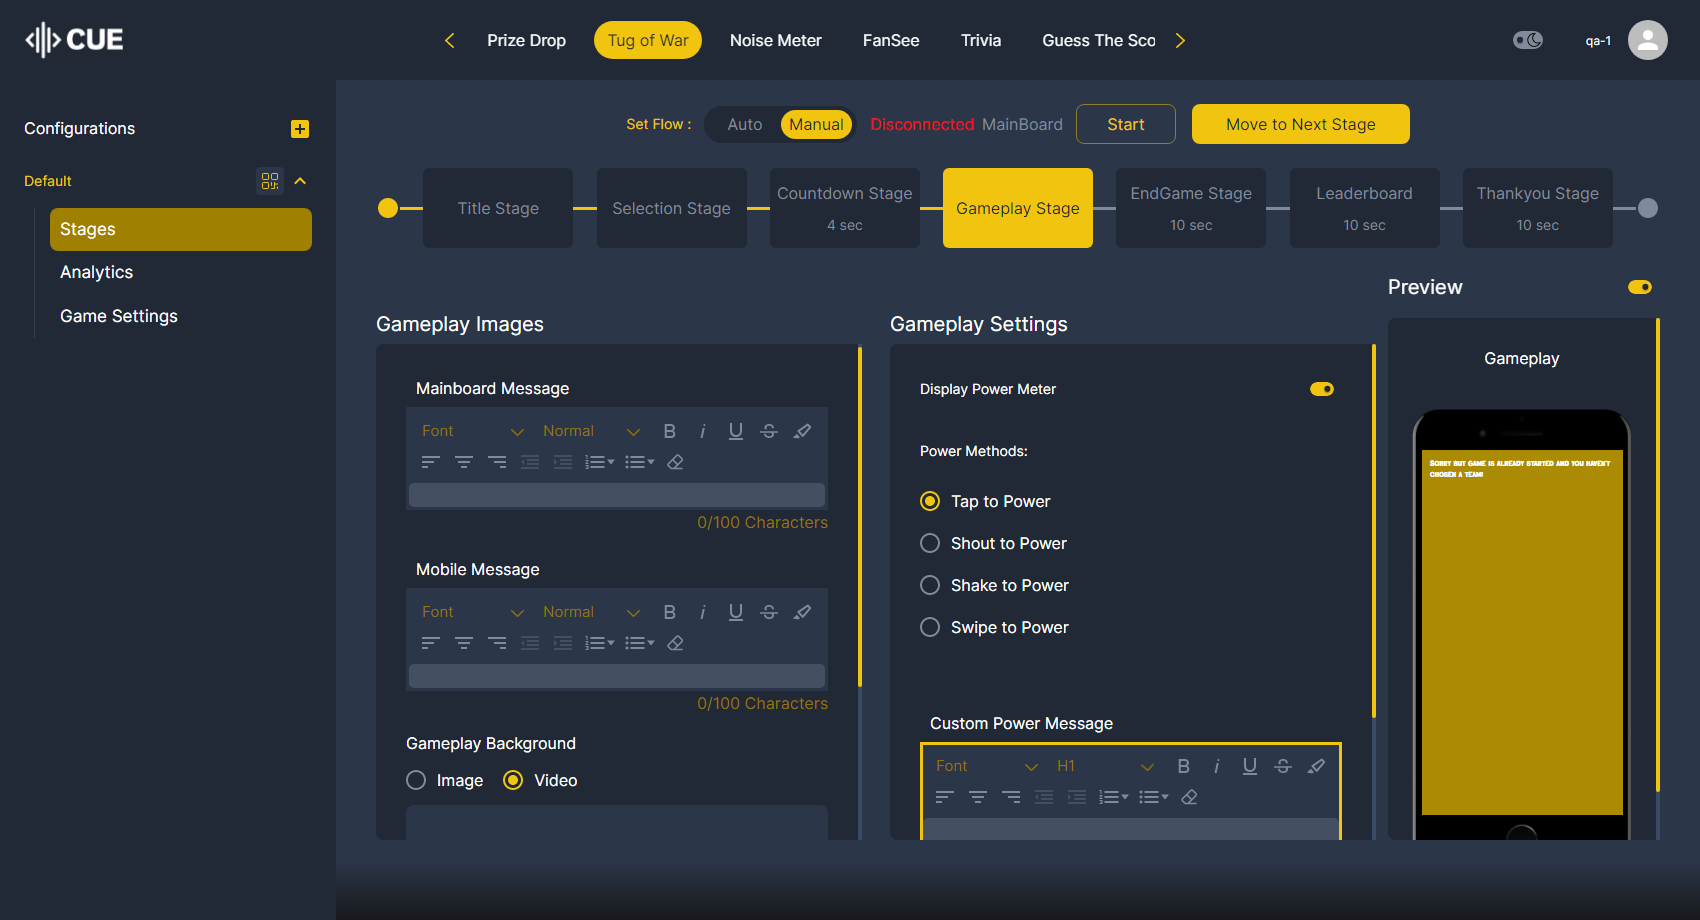 CUE
Prize Drop
Tug of War
Noise Meter
FanSee
Trivia
Guess The Sco
qa-1
Configurations
Default
Stages
Analytics
Game Settings
Set Flow :
Auto
Manual
Disconnected MainBoard
Start
Move to Next Stage
Title Stage
Selection Stage
Countdown Stage
4 sec
Gameplay Stage
EndGame Stage
10 sec
Leaderboard
10 sec
Thankyou Stage
10 sec
Gameplay Images
Mainboard Message
Font
Normal
0/100 Characters
Mobile Message
Font
Normal
0/100 Characters
Gameplay Background
Image
Video
Gameplay Settings
Display Power Meter
Power Methods:
Tap to Power
Shout to Power
Shake to Power
Swipe to Power
Custom Power Message
Font
H1
Preview
Gameplay
Sorry but game is already started and you haven't
chosen a team!